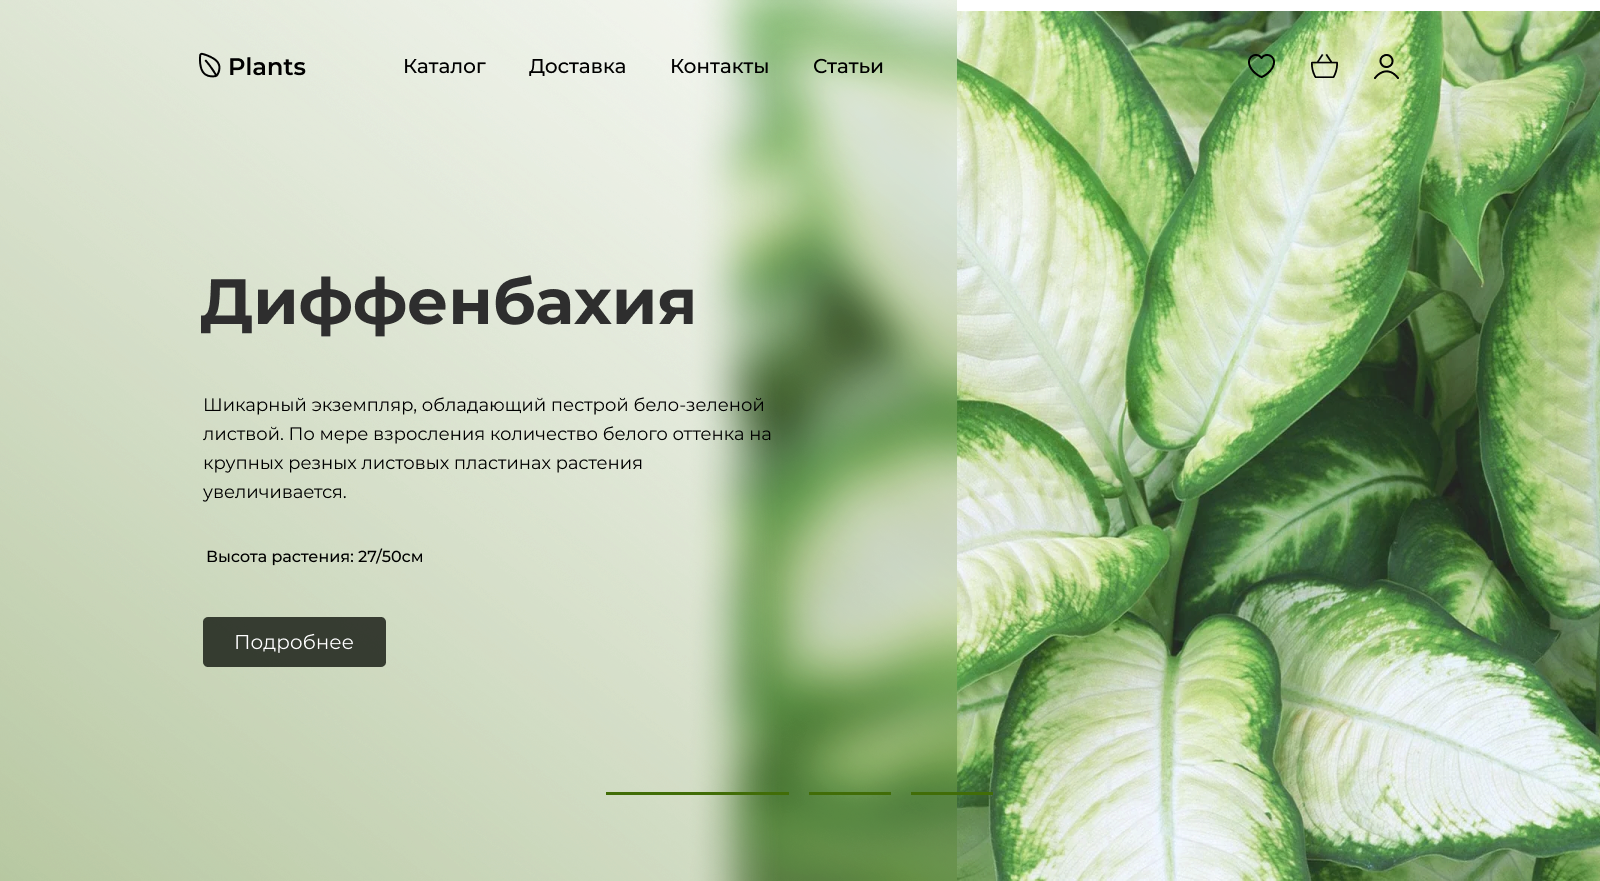 Plants
Каталог
Доставка
Контакты
Статьи
Диффенбахия
Шикарный экземпляр, обладающий пестрой бело-зеленой
листвой. По мере взросления количество белого оттенка на
крупных резных листовых пластинах растения
увеличивается.
Высота растения: 27/50см
Подробнее